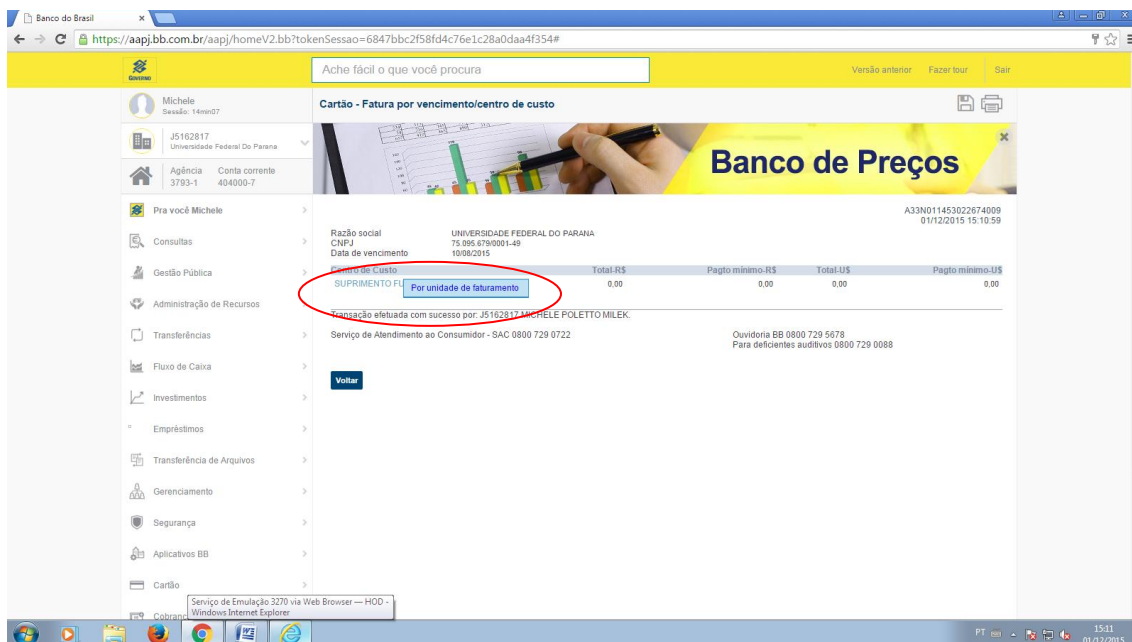 Banco do Brasil
https://aapj.bb.com.br/aapj/homeV2.bb?tokenSessao=6847bbc2f58fd4c76e1c28a0daa4f354#
GOVERNO
Ache fácil o que você procura
Versão anterior Fazer tour Sair
Michele
Sessão: 14min07
Cartão - Fatura por vencimento/centro de custo
J5162817
Universidade Federal Do Parana
Banco de Preços
Agência Conta corrente
3793-1 404000-7
Pra você Michele
A33N011453022674009
01/12/2015 15:10:59
Consultas
Razão social UNIVERSIDADE FEDERAL DO PARANA
CNPJ 75.095.679/0001-49
Data de vencimento 10/08/2015
Gestão Pública
Centro de Custo Total-R$ Pagto mínimo-R$ Total-U$ Pagto mínimo-U$
SUPRIMENTO Por unidade de faturamento 0,00 0,00 0,00 0,00
Administração de Recursos
Transação efetuada com sucesso por: J5162817 MICHELE POLETTO MILEK.
Transferências
Serviço de Atendimento ao Consumidor - SAC 0800 729 0722
Ouvidoria BB 0800 729 5678
Para deficientes auditivos 0800 729 0088
Fluxo de Caixa
Voltar
Investimentos
Empréstimos
Transferência de Arquivos
Gerenciamento
Segurança
Aplicativos BB
Cartão
Serviço de Emulação 3270 via Web Browser — HOD -
Windows Internet Explorer
PT
15:11
01/12/2015